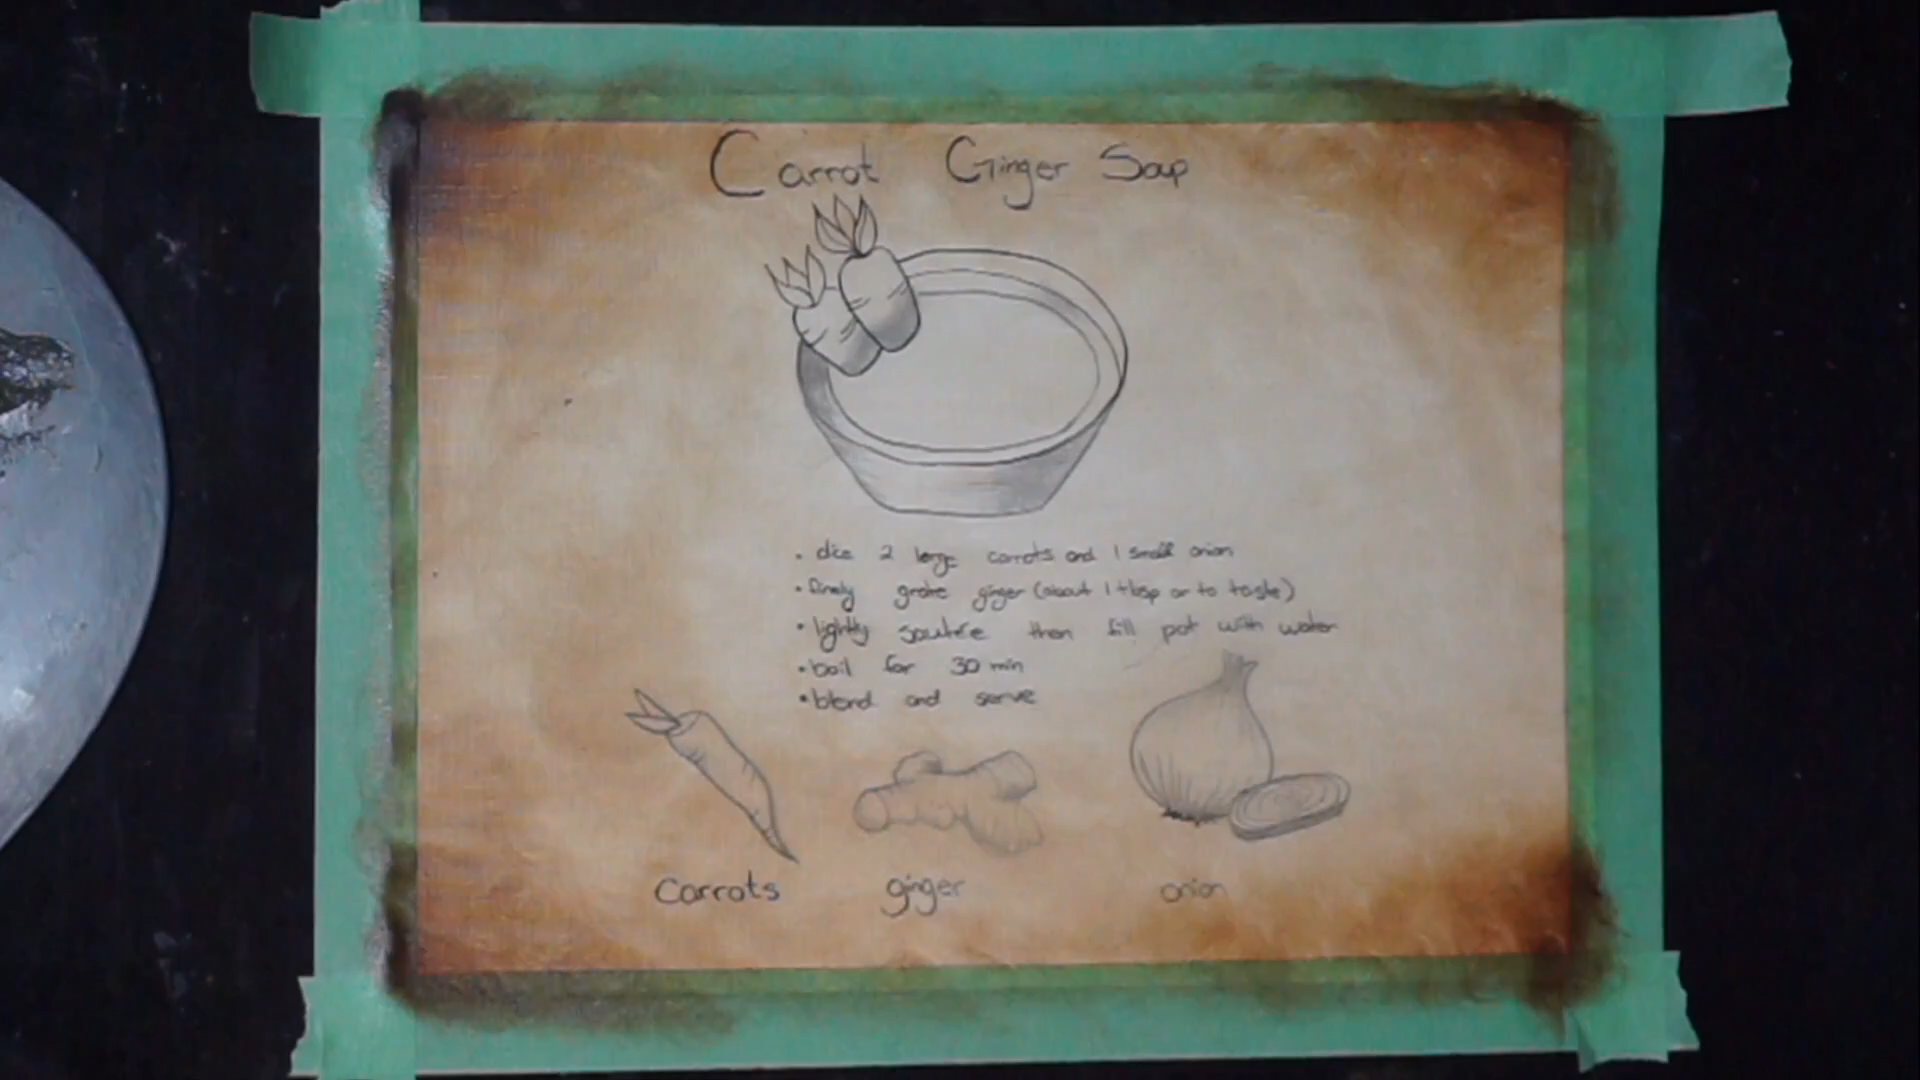 Carrot Ginger Soup
• dice 2 large carrots and 1 small onion
• finely grate ginger (about 1 tbsp or to taste)
• lightly sautée then fill pot with water
• boil for 30 min
• blend and serve
carrots ginger onion